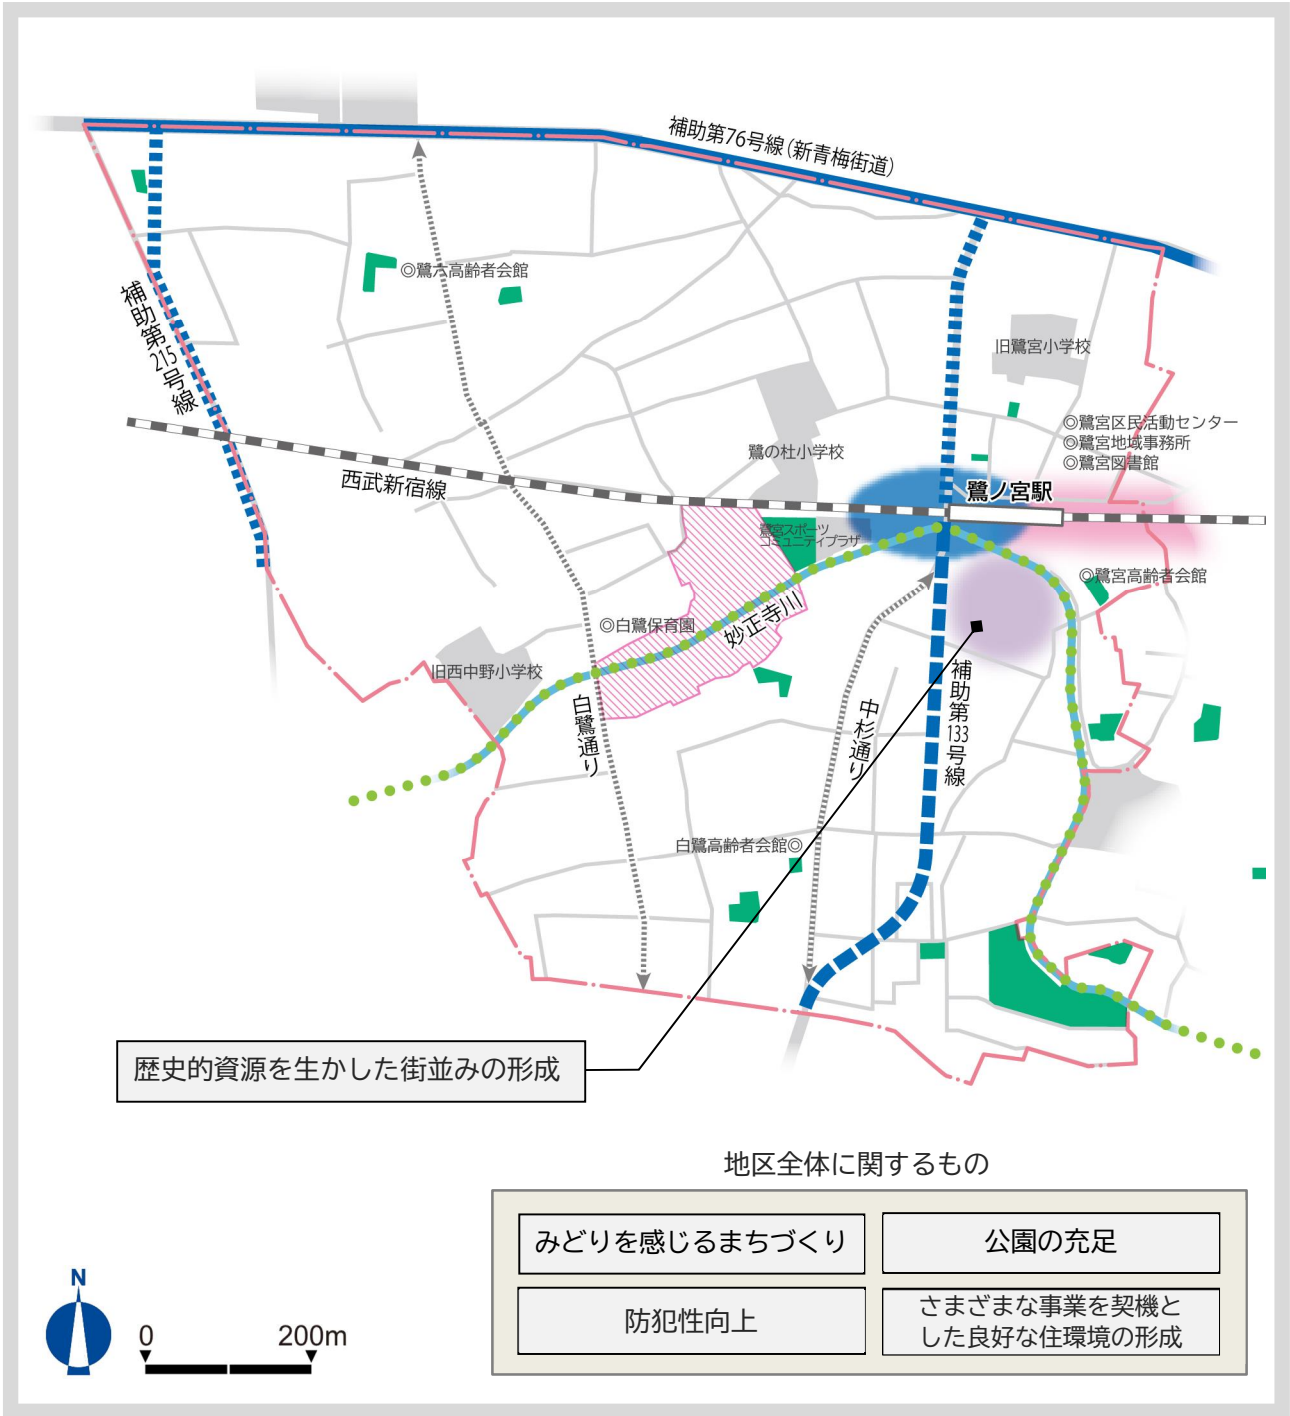 補助第76号線（新青梅街道）
◎鷺六高齢者会館
補助第215号線
旧鷺宮小学校
◎鷺宮区民活動センター
◎鷺宮地域事務所
◎鷺宮図書館
鷺の杜小学校
西武新宿線
鷺ノ宮駅
鷺宮スポーツ
コミュニティプラザ
◎鷺宮高齢者会館
◎白鷺保育園
妙正寺川
旧西中野小学校
白鷺通り
中杉通り
補助第133号線
白鷺高齢者会館◎
歴史的資源を生かした街並みの形成
地区全体に関するもの
みどりを感じるまちづくり
公園の充足
防犯性向上
さまざまな事業を契機と
した良好な住環境の形成
N
0
200m